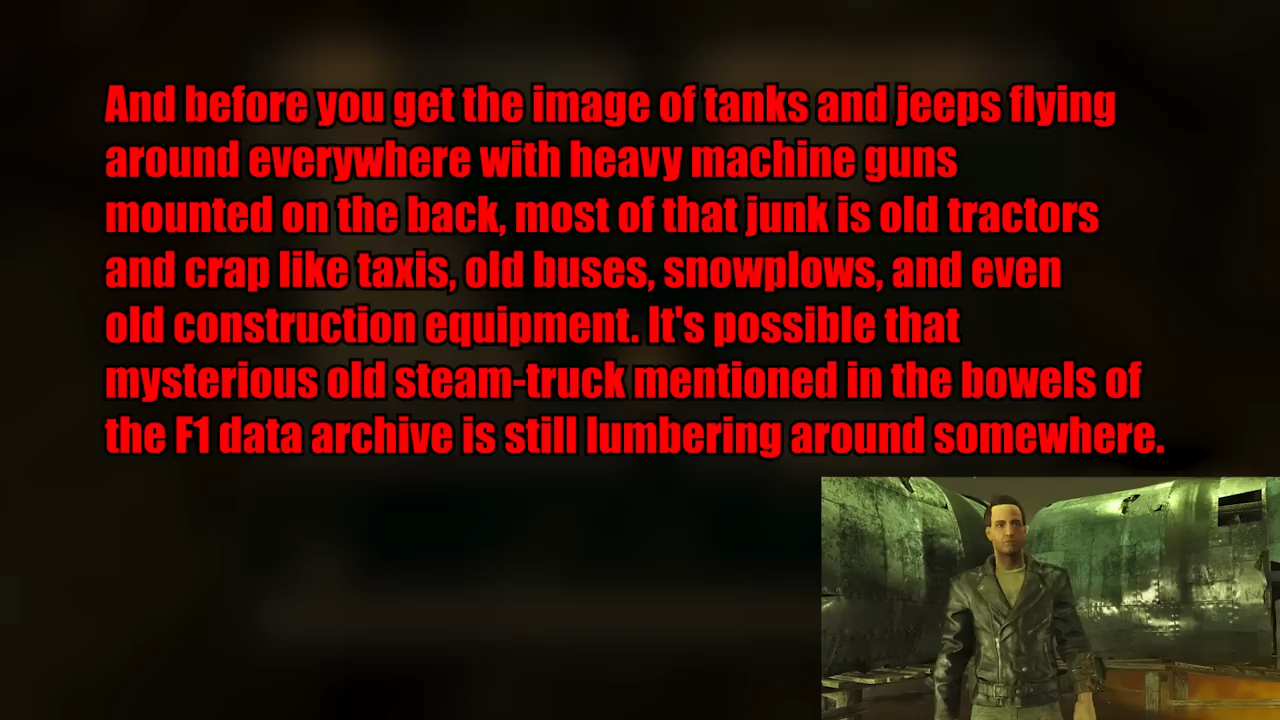 And before you get the image of tanks and jeeps flying
around everywhere with heavy machine guns
mounted on the back, most of that junk is old tractors
and crap like taxis, old buses, snowplows, and even
old construction equipment. It's possible that
mysterious old steam-truck mentioned in the bowels of
the F1 data archive is still lumbering around somewhere.